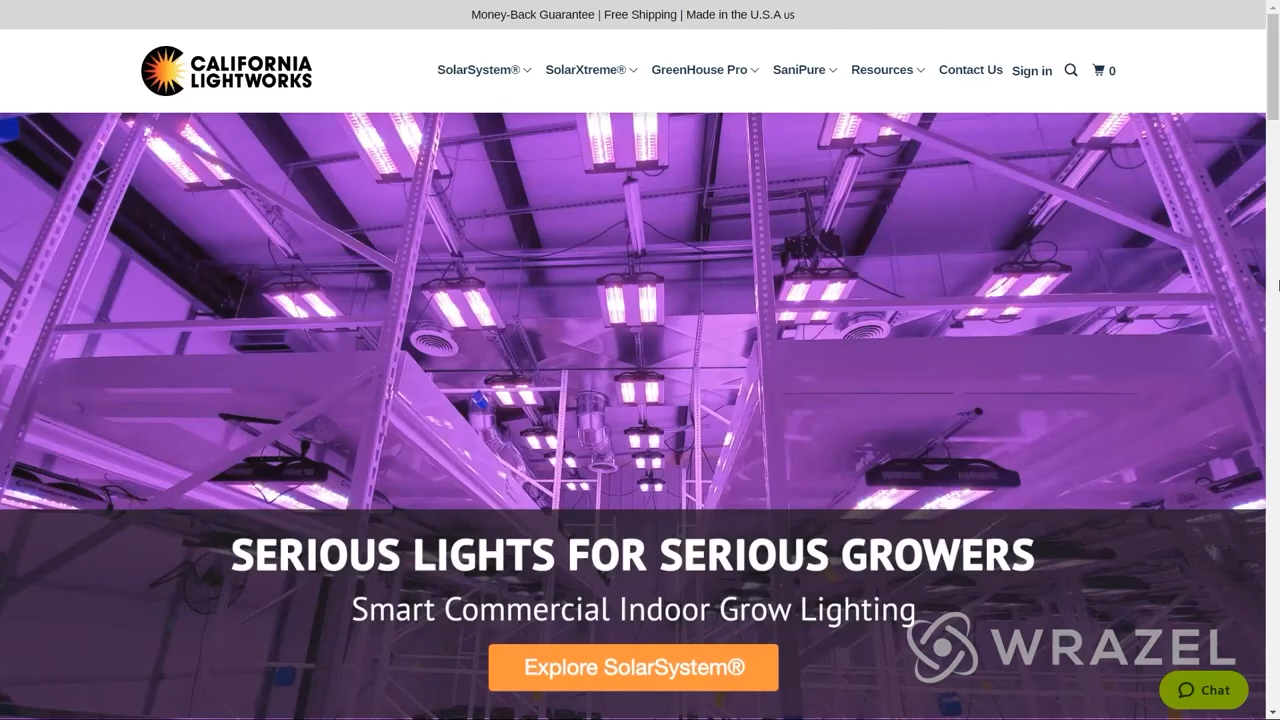 Money-Back Guarantee | Free Shipping | Made in the U.S.A us
CALIFORNIA
LIGHTWORKS
SolarSystem® SolarXtreme® GreenHouse Pro SaniPure Resources Contact Us Sign in 0
SERIOUS LIGHTS FOR SERIOUS GROWERS
Smart Commercial Indoor Grow Lighting
WRAZEL
Explore SolarSystem®
Chat